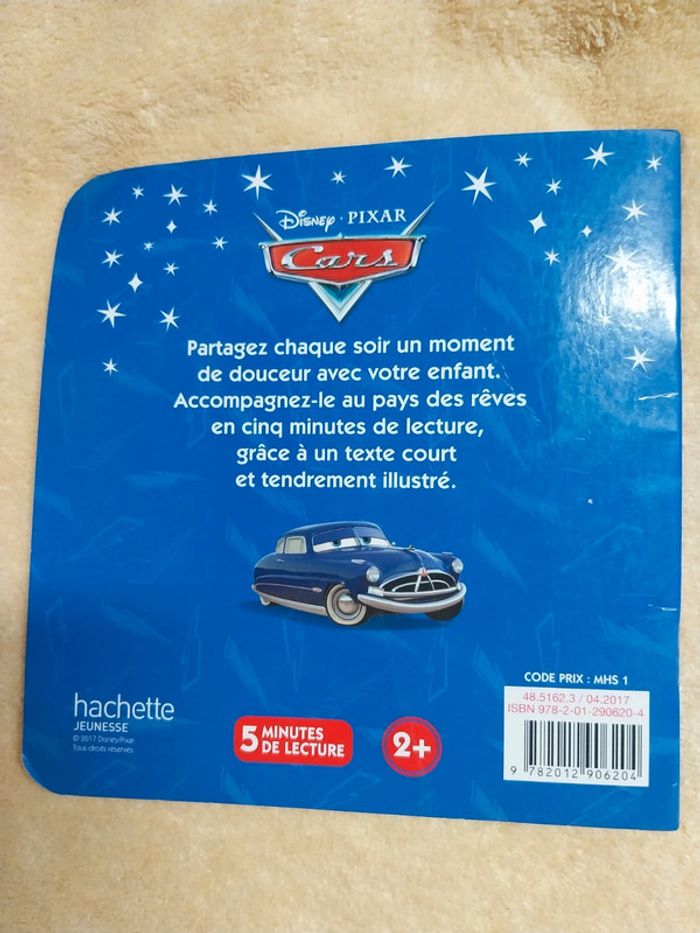 Disney · PIXAR
Cars
Partagez chaque soir un moment
de douceur avec votre enfant.
Accompagnez-le au pays des rêves
en cinq minutes de lecture,
grâce à un texte court
et tendrement illustré.
hachette
JEUNESSE
© 2017 Disney/Pixar
Tous droits réservés
5 MINUTES
DE LECTURE
2+
CODE PRIX : MHS 1
48.5162.3 / 04.2017
ISBN 978-2-01-290620-4
9 782012 906204